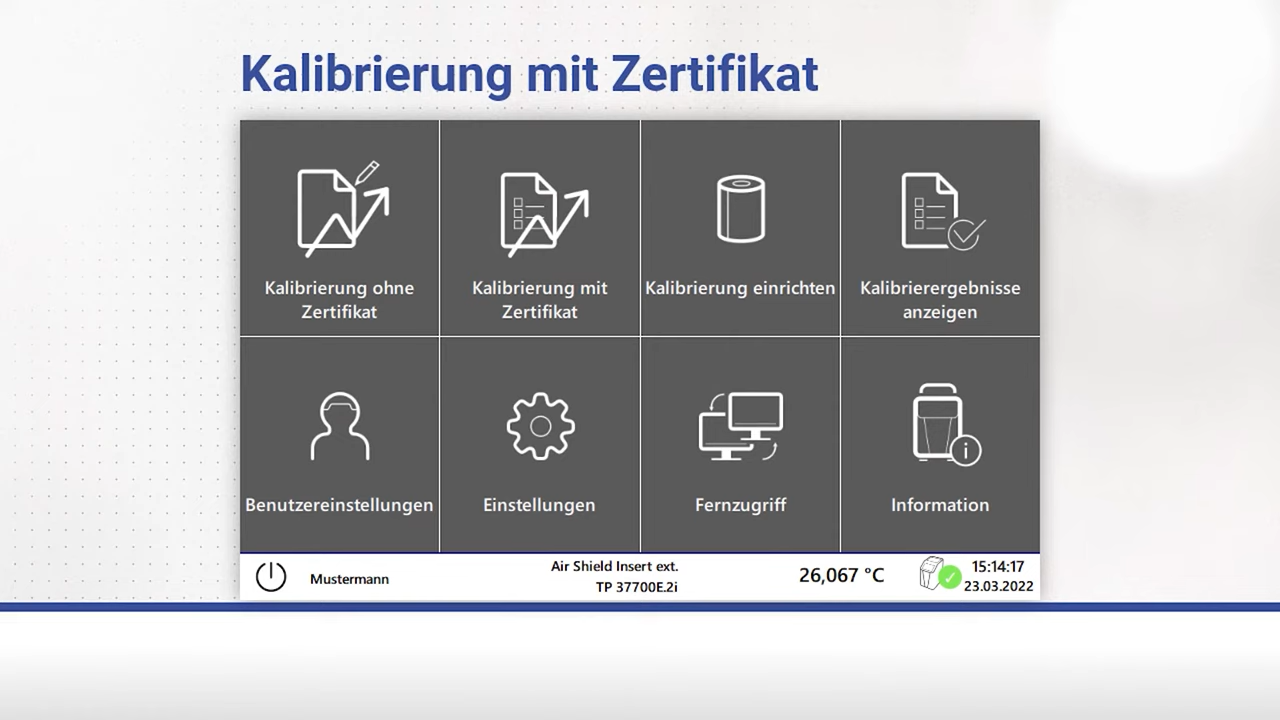 Kalibrierung mit Zertifikat
Kalibrierung ohne
Zertifikat
Kalibrierung mit
Zertifikat
Kalibrierung einrichten
Kalibrierergebnisse
anzeigen
Benutzereinstellungen
Einstellungen
Fernzugriff
Information
Mustermann
Air Shield Insert ext.
TP 37700E.2i
26,067 °C
15:14:17
23.03.2022